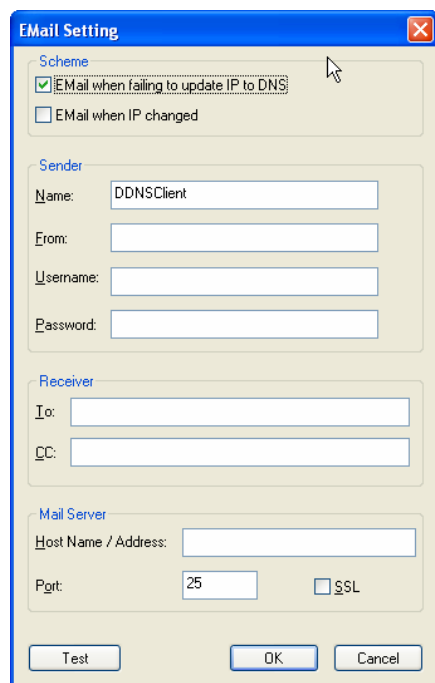 EMail Setting
Scheme
EMail when failing to update IP to DNS
EMail when IP changed
Sender
Name: DDNSClient
From:
Username:
Password:
Receiver
To:
CC:
Mail Server
Host Name / Address:
Port: 25 SSL
Test OK Cancel